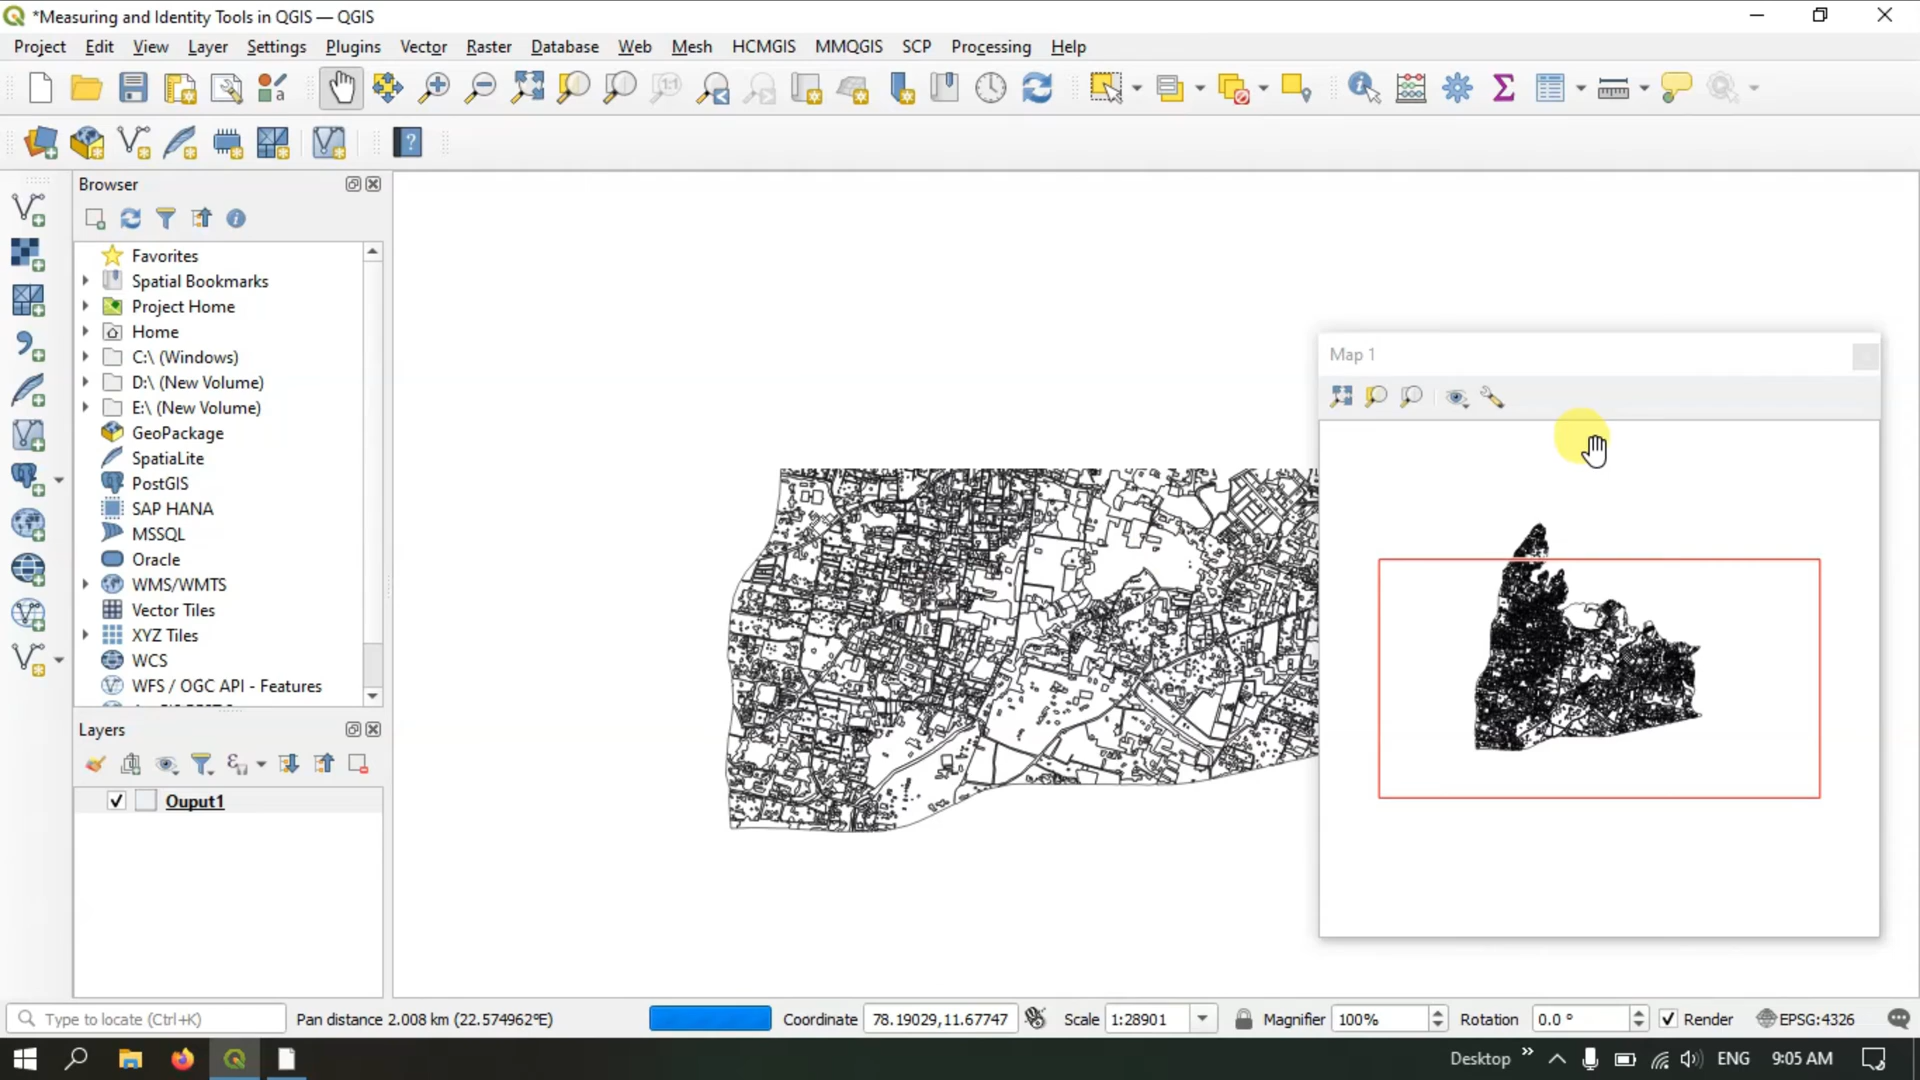 *Measuring and Identity Tools in QGIS — QGIS
Project Edit View Layer Settings Plugins Vector Raster Database Web Mesh HCMGIS MMQGIS SCP Processing Help
Browser
Favorites
Spatial Bookmarks
Project Home
Home
C:\ (Windows)
D:\ (New Volume)
E:\ (New Volume)
GeoPackage
SpatiaLite
PostGIS
SAP HANA
MSSQL
Oracle
WMS/WMTS
Vector Tiles
XYZ Tiles
WCS
WFS / OGC API - Features
Layers
Ouput1
Map 1
Type to locate (Ctrl+K) Pan distance 2.008 km (22.574962°E) Coordinate 78.19029,11.67747 Scale 1:28901 Magnifier 100% Rotation 0.0 ° Render EPSG:4326
Desktop » ENG 9:05 AM